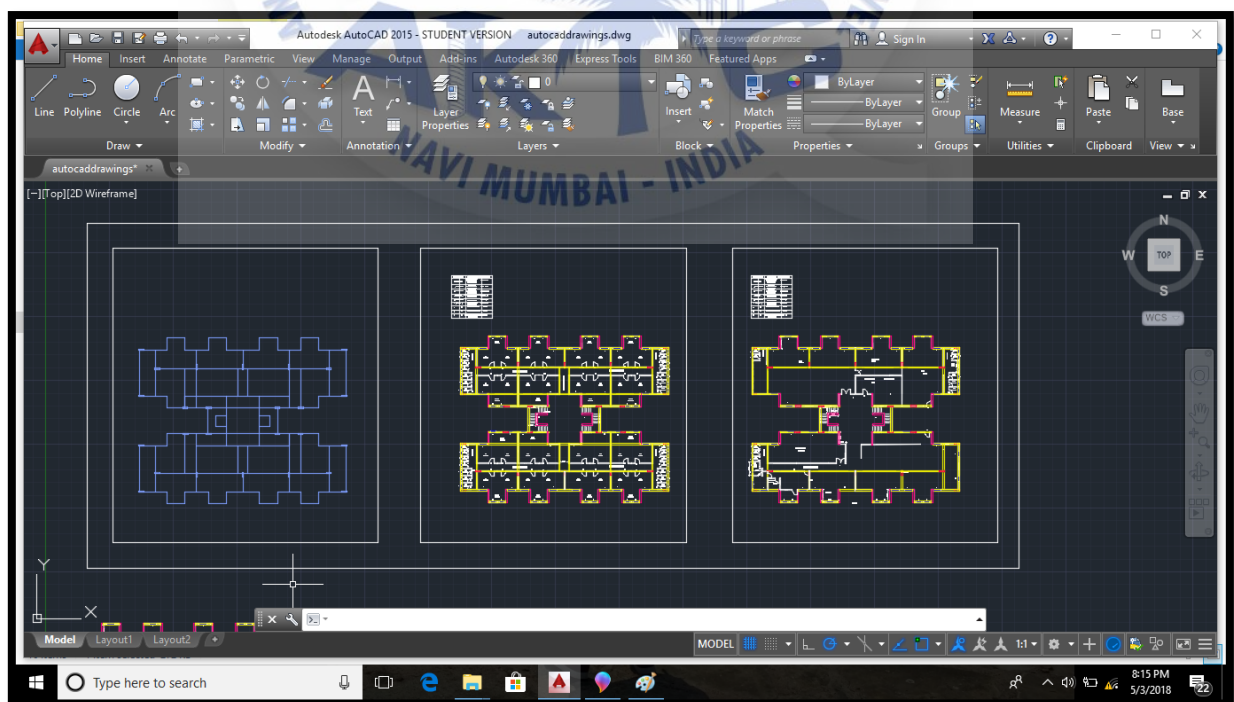 Autodesk AutoCAD 2015 - STUDENT VERSION autocaddrawings.dwg
Type a keyword or phrase
Sign In
Home Insert Annotate Parametric View Manage Output Add-ins Autodesk 360 Express Tools BIM 360 Featured Apps
0
ByLayer
ByLayer
ByLayer
Line Polyline Circle Arc
Text
Layer
Properties
Insert
Match
Properties
Group
Measure
Paste
Base
Draw Modify Annotation Layers Block Properties Groups Utilities Clipboard View
NAVI MUMBAI - INDIA
autocaddrawings*
[−][Top][2D Wireframe]
N
W TOP E
S
WCS
Y
X
Model Layout1 Layout2
MODEL
1:1
Type here to search
8:15 PM
5/3/2018
22